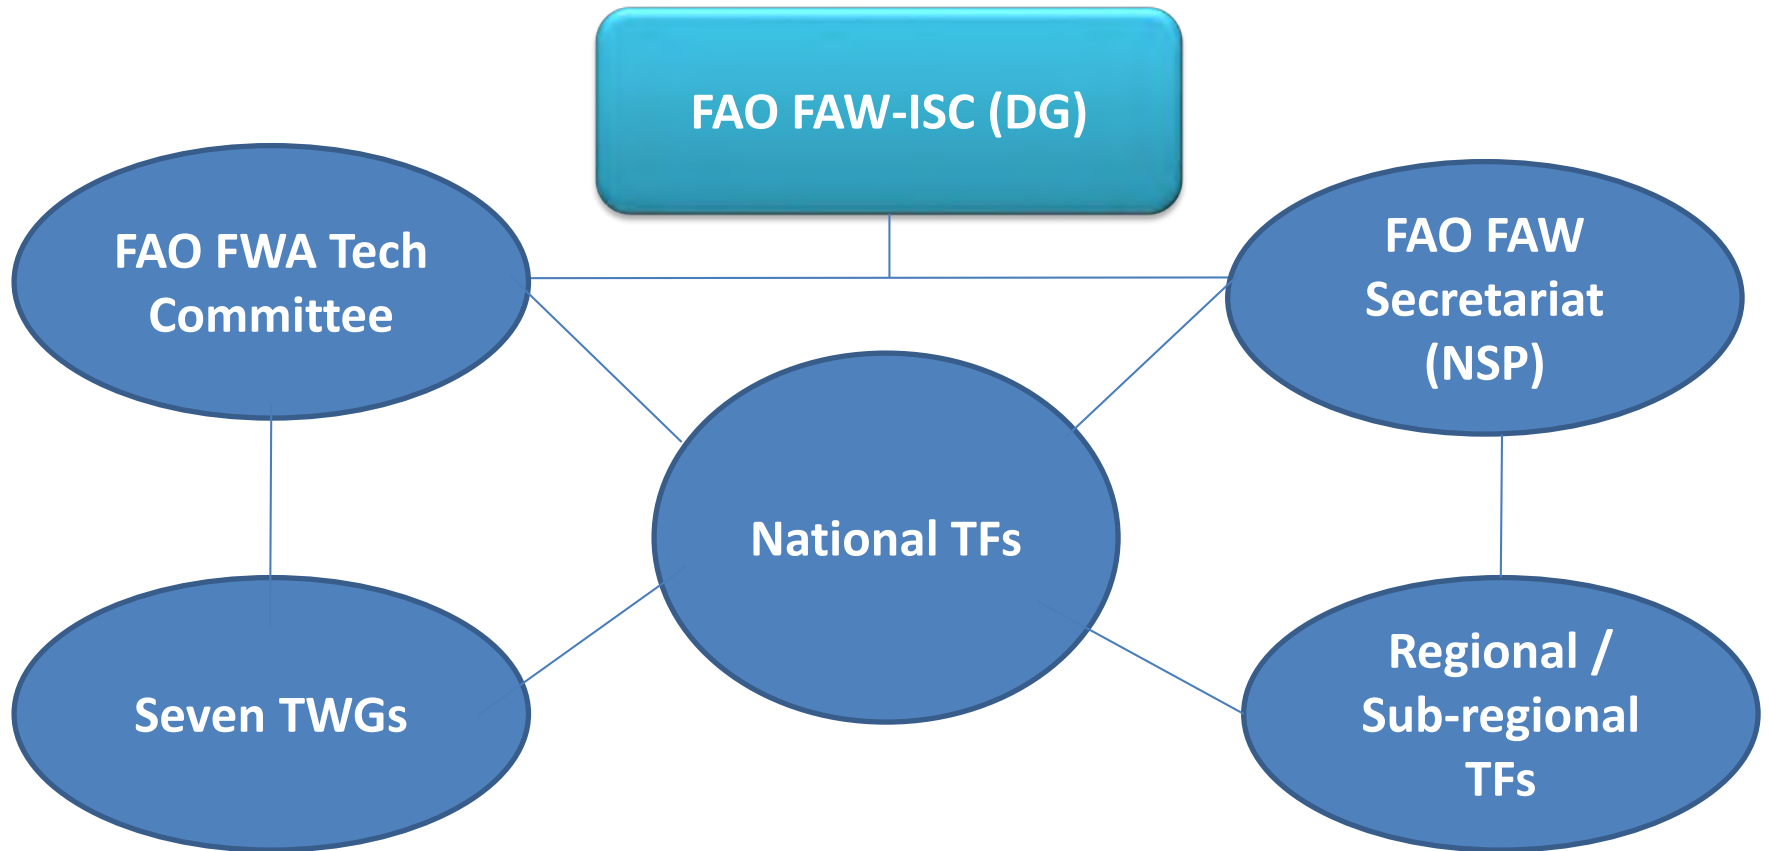 FAO FAW-ISC (DG)
FAO FWA Tech
Committee
FAO FAW
Secretariat
(NSP)
National TFs
Seven TWGs
Regional /
Sub-regional
TFs